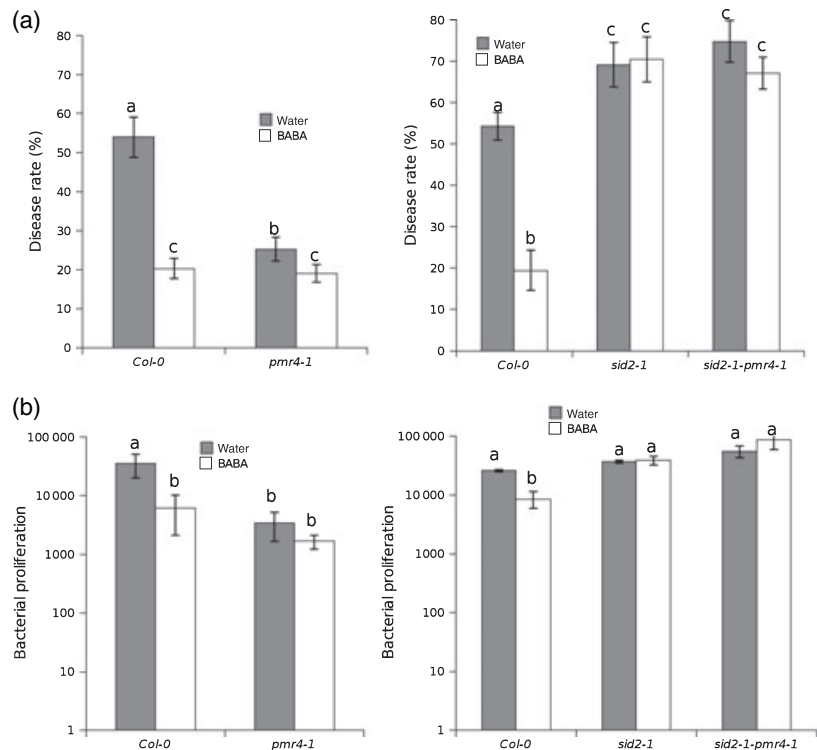 (a)
Disease rate (%)
80
70
60
50
40
30
20
10
0
Water
BABA
a
c
b
c
Col-0 pmr4-1
Disease rate (%)
80
70
60
50
40
30
20
10
0
Water
BABA
a
b
c c
c
c
Col-0 sid2-1 sid2-1-pmr4-1
(b)
Bacterial proliferation
100 000
10 000
1000
100
10
1
Water
BABA
a
b
b
b
Col-0 pmr4-1
Bacterial proliferation
100 000
10 000
1000
100
10
1
Water
BABA
a
b
a a
a a
Col-0 sid2-1 sid2-1-pmr4-1